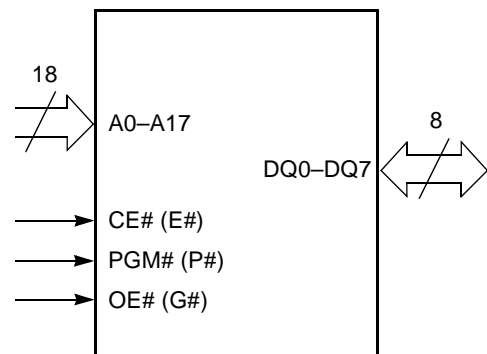 18
A0–A17
8
DQ0–DQ7
CE# (E#)
PGM# (P#)
OE# (G#)